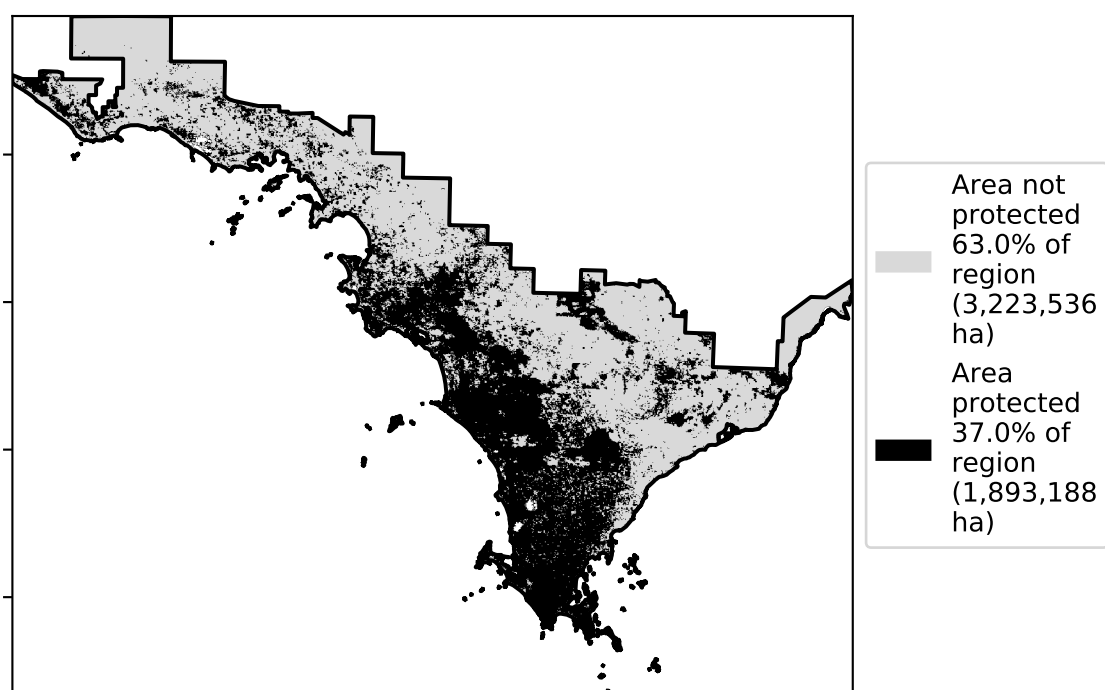 Area not
protected
63.0% of
region
(3,223,536
ha)
Area
protected
37.0% of
region
(1,893,188
ha)